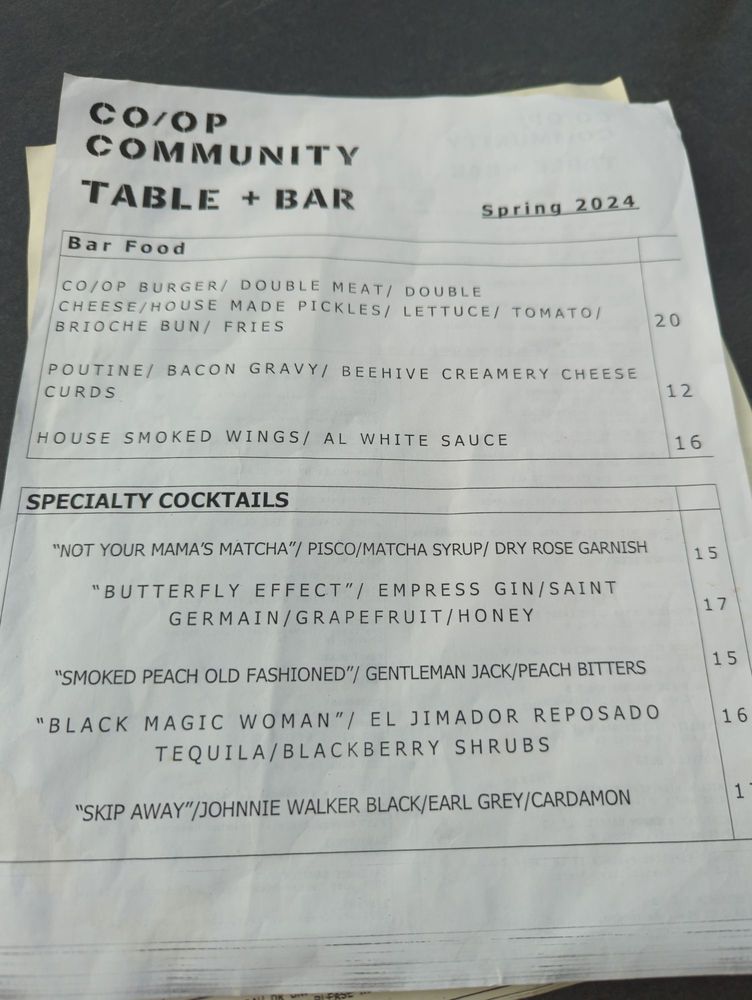 CO/OP
COMMUNITY
TABLE + BAR
Spring 2024
Bar Food
CO/OP BURGER/ DOUBLE MEAT/ DOUBLE
CHEESE/HOUSE MADE PICKLES/ LETTUCE/ TOMATO/
BRIOCHE BUN/ FRIES 20
POUTINE/ BACON GRAVY/ BEEHIVE CREAMERY CHEESE
CURDS 12
HOUSE SMOKED WINGS/ AL WHITE SAUCE 16
SPECIALTY COCKTAILS
“NOT YOUR MAMA’S MATCHA”/ PISCO/MATCHA SYRUP/ DRY ROSE GARNISH 15
“BUTTERFLY EFFECT”/ EMPRESS GIN/SAINT
GERMAIN/GRAPEFRUIT/HONEY 17
“SMOKED PEACH OLD FASHIONED”/ GENTLEMAN JACK/PEACH BITTERS 15
“BLACK MAGIC WOMAN”/ EL JIMADOR REPOSADO 16
TEQUILA/BLACKBERRY SHRUBS
“SKIP AWAY”/JOHNNIE WALKER BLACK/EARL GREY/CARDAMON